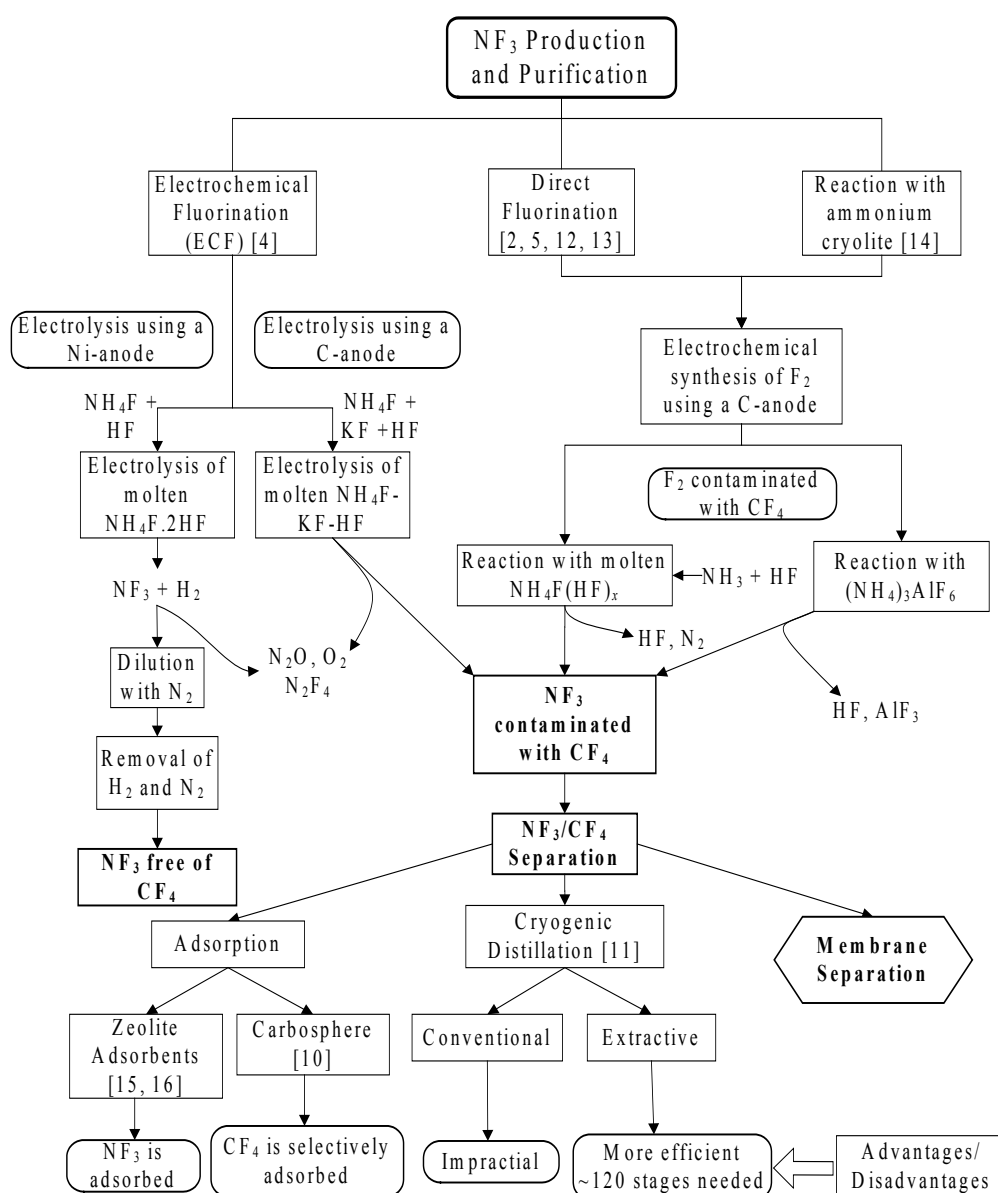 NF₃ Production
and Purification
Electrochemical
Fluorination
(ECF) [4]
Direct
Fluorination
[2, 5, 12, 13]
Reaction with
ammonium
cryolite [14]
Electrolysis using a
Ni-anode
Electrolysis using a
C-anode
Electrochemical
synthesis of F₂
using a C-anode
NH₄F +
HF
NH₄F +
KF +HF
Electrolysis of
molten
NH₄F.2HF
Electrolysis of
molten NH₄F-
KF-HF
F₂ contaminated
with CF₄
Reaction with molten
NH₄F(HF)ₓ
NH₃ + HF
Reaction with
(NH₄)₃AlF₆
NF₃ + H₂
HF, N₂
Dilution
with N₂
N₂O, O₂
N₂F₄
NF₃
contaminated
with CF₄
HF, AlF₃
Removal of
H₂ and N₂
NF₃/CF₄
Separation
NF₃ free of
CF₄
Adsorption
Cryogenic
Distillation [11]
Membrane
Separation
Zeolite
Adsorbents
[15, 16]
Carbosphere
[10]
Conventional
Extractive
NF₃ is
adsorbed
CF₄ is selectively
adsorbed
Impractial
More efficient
~120 stages needed
Advantages/
Disadvantages